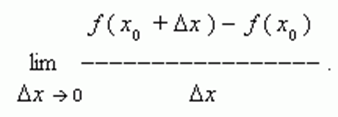 f(x₀ + Δx) − f(x₀)
lim ----------------- .
Δx → 0 Δx